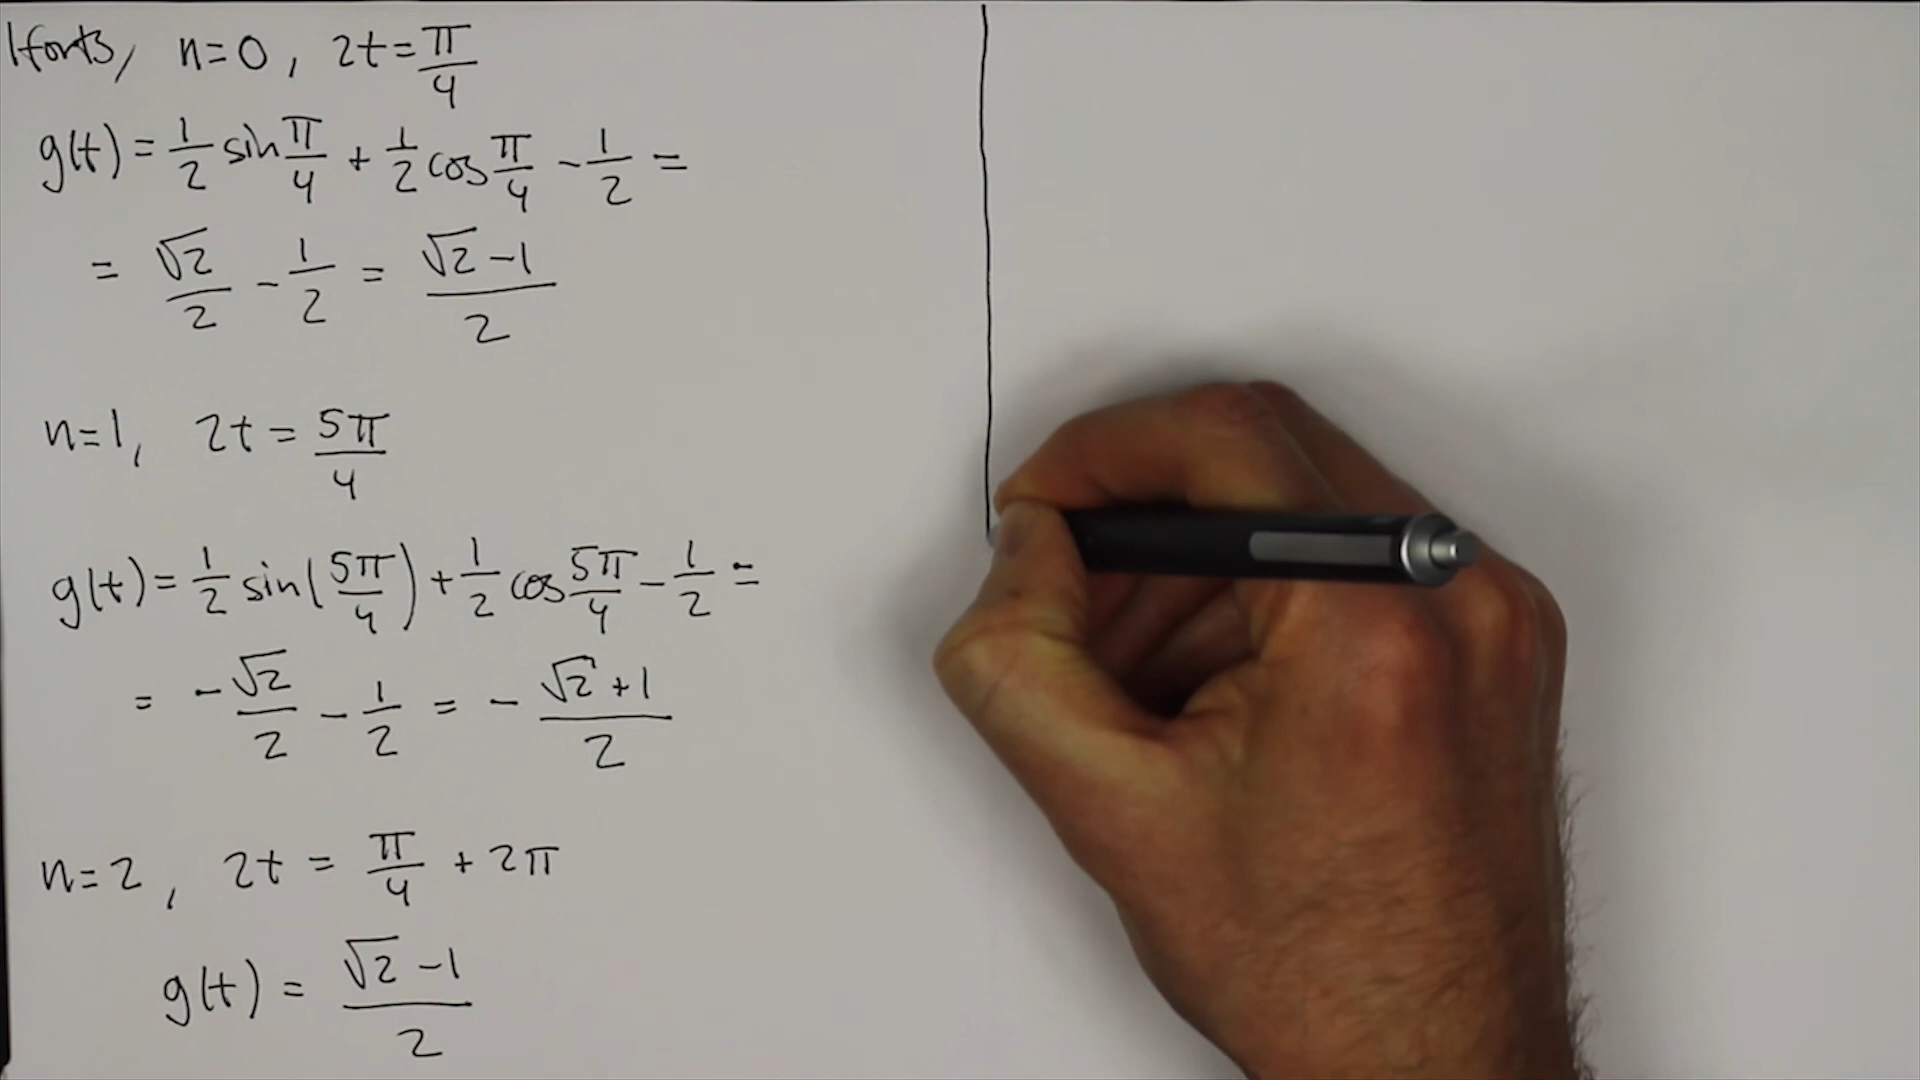 forts, n=0, 2t=π/4
g(t)=1/2 sin π/4 + 1/2 cos π/4 - 1/2 =
= √2/2 - 1/2 = (√2-1)/2
n=1, 2t=5π/4
g(t)=1/2 sin(5π/4)+1/2 cos 5π/4 - 1/2 =
= -√2/2 - 1/2 = - (√2+1)/2
n=2, 2t = π/4 + 2π
g(t) = (√2-1)/2